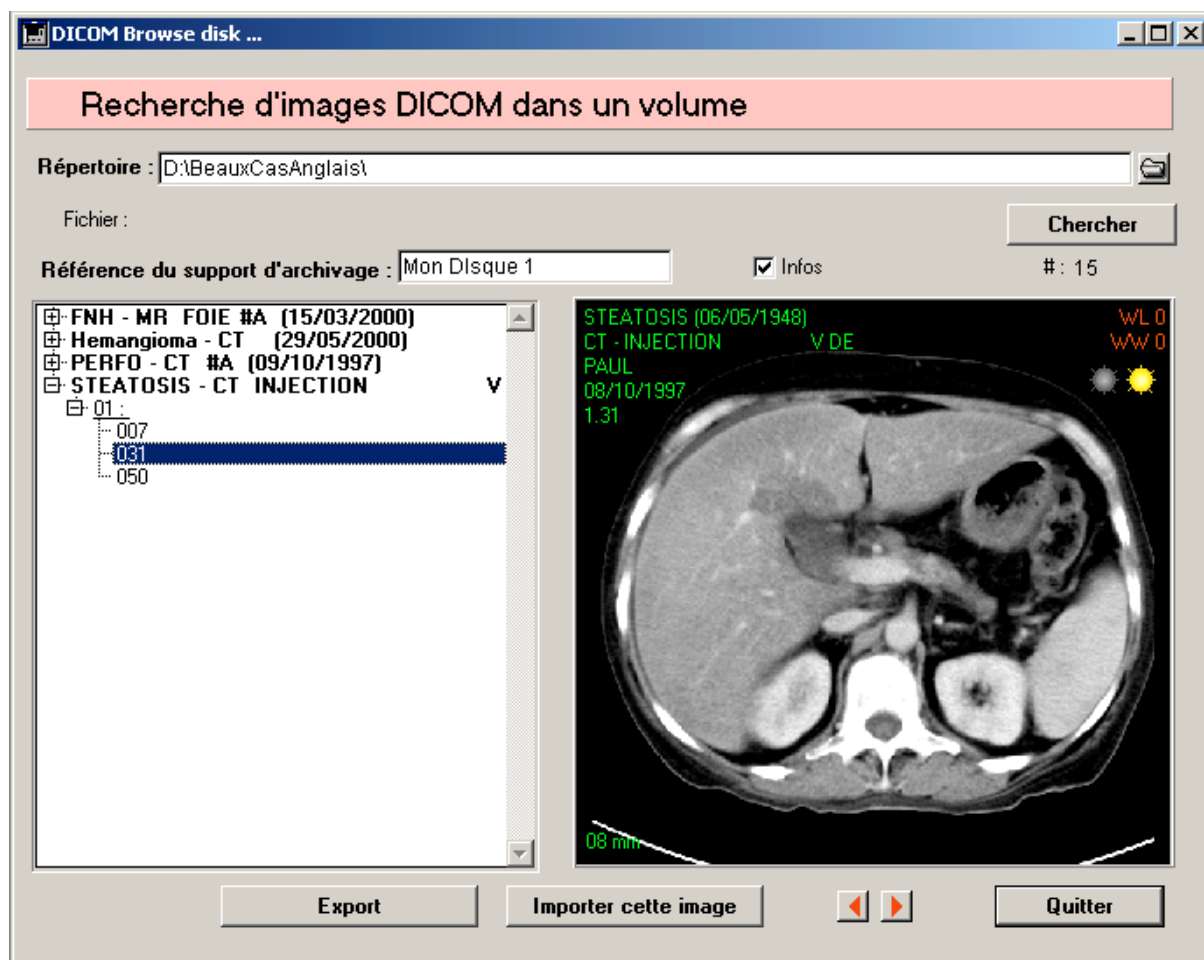 DICOM Browse disk ...
Recherche d'images DICOM dans un volume
Répertoire : D:\BeauxCasAnglais\
Fichier :
Chercher
Référence du support d'archivage : Mon DIsque 1
Infos
# : 15
FNH - MR FOIE #A (15/03/2000)
Hemangioma - CT (29/05/2000)
PERFO - CT #A (09/10/1997)
STEATOSIS - CT INJECTION V
01 :
007
031
050
STEATOSIS (06/05/1948)
CT - INJECTION V DE
PAUL
08/10/1997
1.31
WL 0
WW 0
08 mm
Export
Importer cette image
Quitter